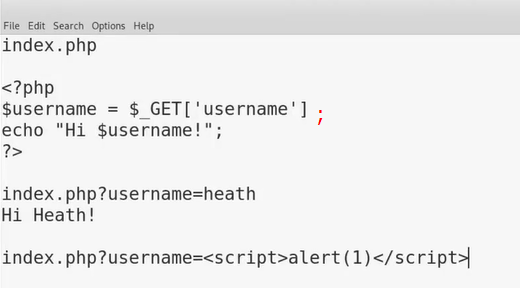 File Edit Search Options Help
index.php
<?php
$username = $_GET['username'] ;
echo "Hi $username!";
?>
index.php?username=heath
Hi Heath!
index.php?username=<script>alert(1)</script>